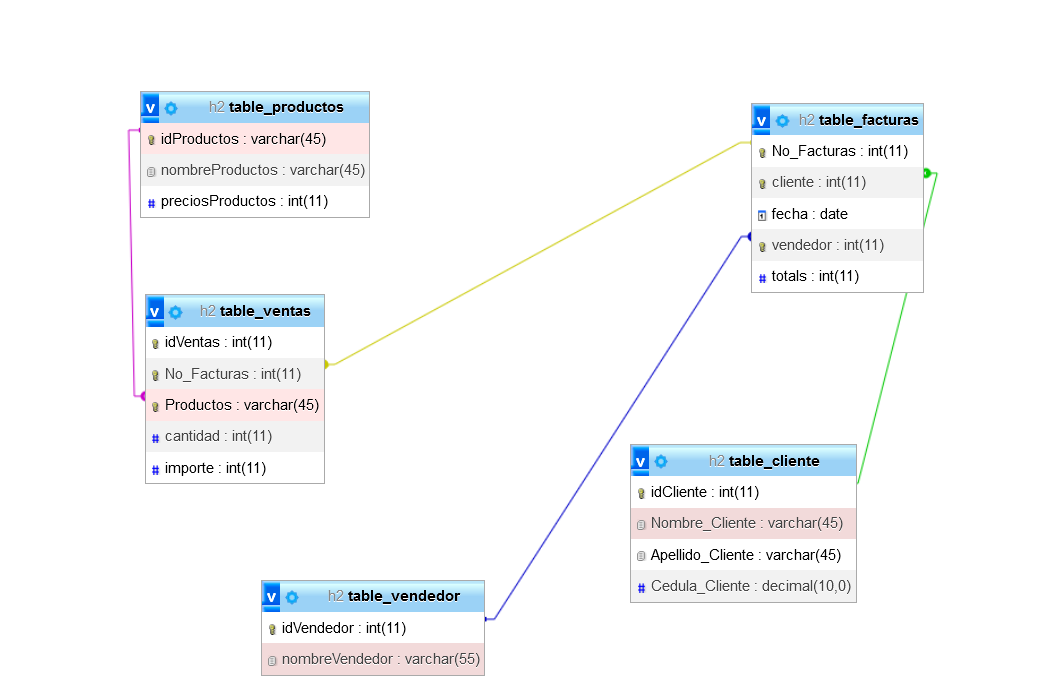 v h2 table_productos
idProductos : varchar(45)
nombreProductos : varchar(45)
# preciosProductos : int(11)
v h2 table_facturas
No_Facturas : int(11)
cliente : int(11)
fecha : date
vendedor : int(11)
# totals : int(11)
v h2 table_ventas
idVentas : int(11)
No_Facturas : int(11)
Productos : varchar(45)
# cantidad : int(11)
# importe : int(11)
v h2 table_cliente
idCliente : int(11)
Nombre_Cliente : varchar(45)
Apellido_Cliente : varchar(45)
# Cedula_Cliente : decimal(10,0)
v h2 table_vendedor
idVendedor : int(11)
nombreVendedor : varchar(55)